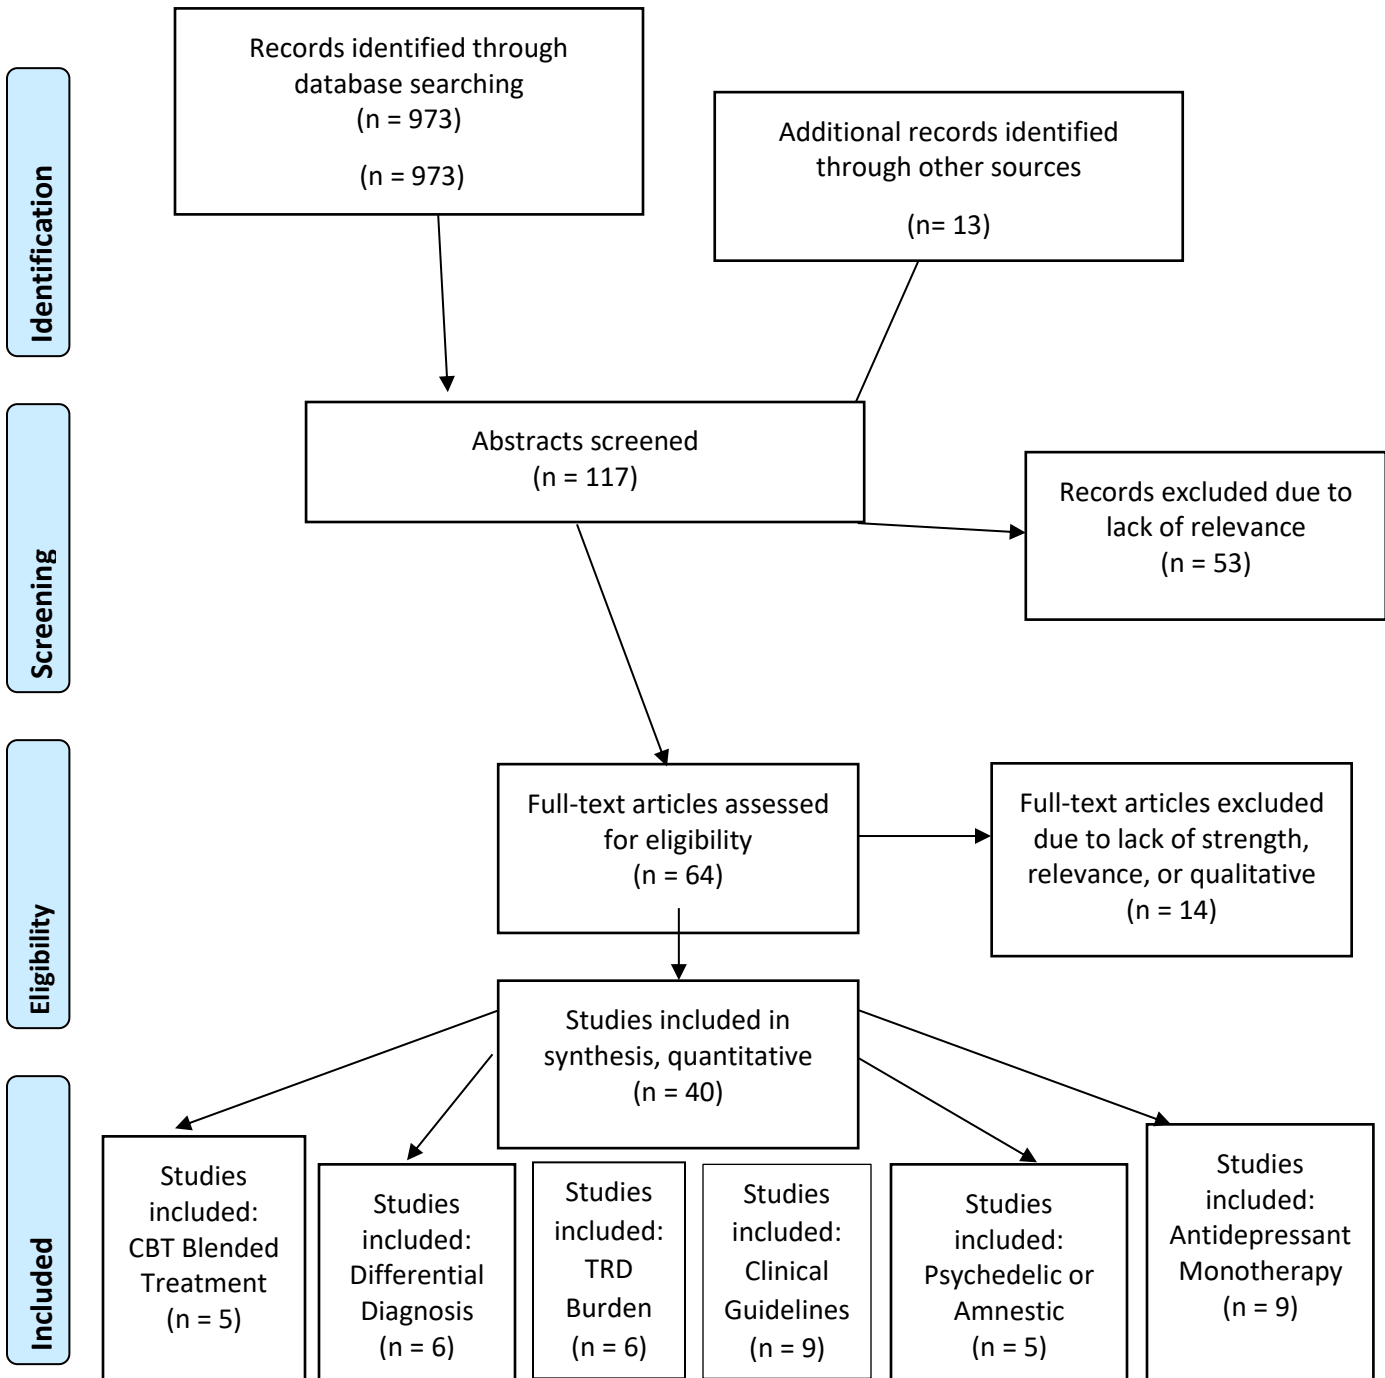 Identification
Records identified through
database searching
(n = 973)
(n = 973)
Additional records identified
through other sources
(n= 13)
Screening
Abstracts screened
(n = 117)
Records excluded due to
lack of relevance
(n = 53)
Eligibility
Full-text articles assessed
for eligibility
(n = 64)
Full-text articles excluded
due to lack of strength,
relevance, or qualitative
(n = 14)
Studies included in
synthesis, quantitative
(n = 40)
Included
Studies
included:
CBT Blended
Treatment
(n = 5)
Studies
included:
Differential
Diagnosis
(n = 6)
Studies
included:
TRD
Burden
(n = 6)
Studies
included:
Clinical
Guidelines
(n = 9)
Studies
included:
Psychedelic or
Amnestic
(n = 5)
Studies
included:
Antidepressant
Monotherapy
(n = 9)